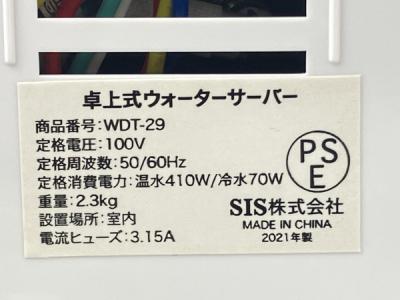 卓上式ウォーターサーバー
商品番号:WDT-29
定格電圧:100V
定格周波数:50/60Hz
定格消費電力:温水410W/冷水70W
重量:2.3kg
設置場所:室内
電流ヒューズ:3.15A
PS
E
SIS株式会社
MADE IN CHINA
2021年製